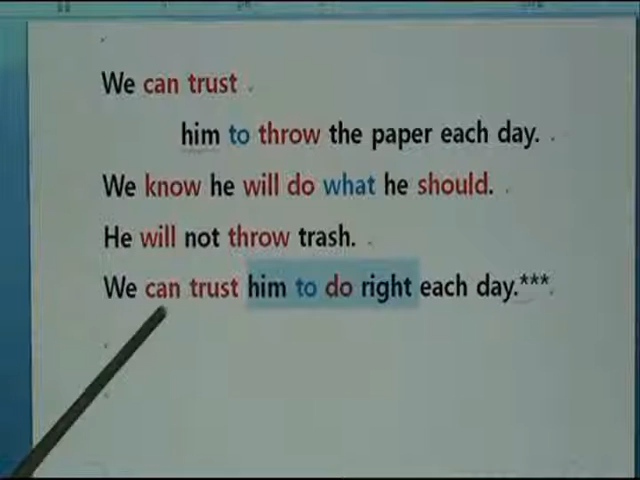 We can trust
him to throw the paper each day.
We know he will do what he should.
He will not throw trash.
We can trust him to do right each day.***